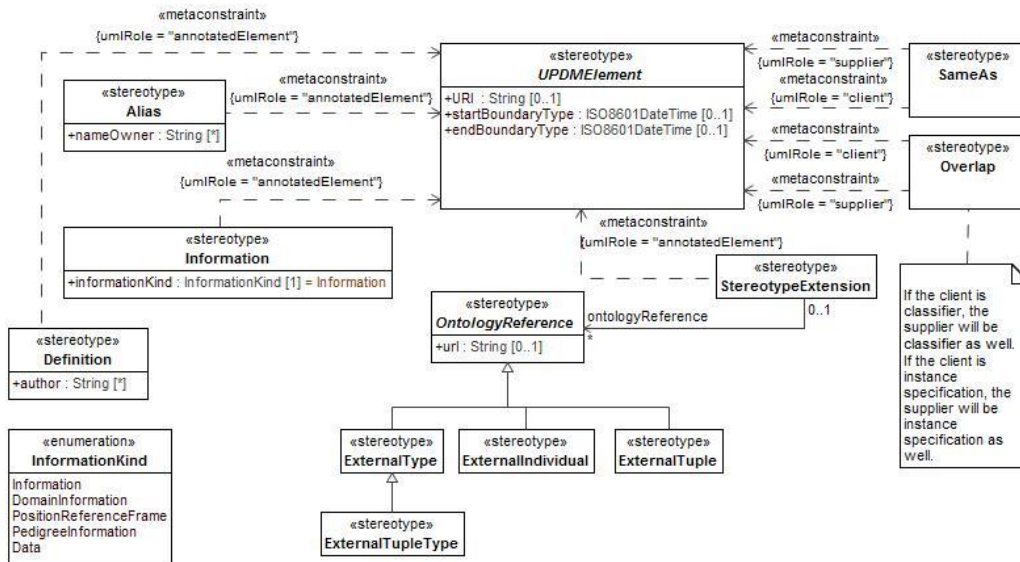 «metaconstraint»
{umlRole = "annotatedElement"}
«stereotype»
Alias
+nameOwner : String [*]
«metaconstraint»
{umlRole = "annotatedElement"}
«metaconstraint»
{umlRole = "annotatedElement"}
«stereotype»
Information
+informationKind : InformationKind [1] = Information
«stereotype»
Definition
+author : String [*]
«enumeration»
InformationKind
Information
DomainInformation
PositionReferenceFrame
PedigreeInformation
Data
«stereotype»
UPDMElement
+URI : String [0..1]
+startBoundaryType : ISO8601DateTime [0..1]
+endBoundaryType : ISO8601DateTime [0..1]
«metaconstraint»
{umlRole = "supplier"}
«metaconstraint»
{umlRole = "client"}
«stereotype»
SameAs
«metaconstraint»
{umlRole = "client"}
«metaconstraint»
{umlRole = "supplier"}
«stereotype»
Overlap
«metaconstraint»
{umlRole = "annotatedElement"}
«stereotype»
StereotypeExtension
0..1
ontologyReference
*
«stereotype»
OntologyReference
+url : String [0..1]
«stereotype»
ExternalType
«stereotype»
ExternalIndividual
«stereotype»
ExternalTuple
«stereotype»
ExternalTupleType
If the client is
classifier, the
supplier will be
classifier as well.
If the client is
instance
specification, the
supplier will be
instance
specification as
well.